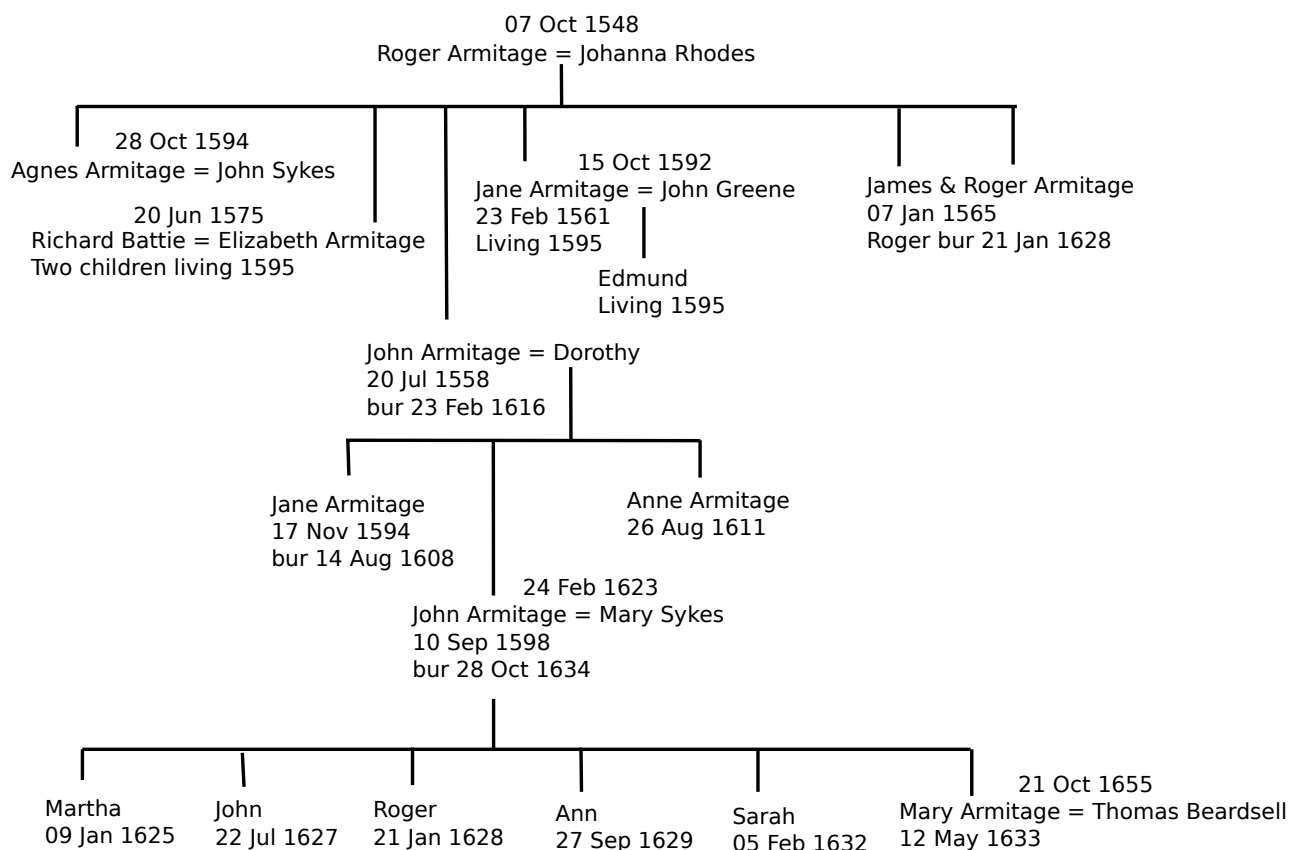 07 Oct 1548
Roger Armitage = Johanna Rhodes
28 Oct 1594
Agnes Armitage = John Sykes
20 Jun 1575
Richard Battie = Elizabeth Armitage
Two children living 1595
15 Oct 1592
Jane Armitage = John Greene
23 Feb 1561
Living 1595
Edmund
Living 1595
James & Roger Armitage
07 Jan 1565
Roger bur 21 Jan 1628
John Armitage = Dorothy
20 Jul 1558
bur 23 Feb 1616
Jane Armitage
17 Nov 1594
bur 14 Aug 1608
Anne Armitage
26 Aug 1611
24 Feb 1623
John Armitage = Mary Sykes
10 Sep 1598
bur 28 Oct 1634
Martha
09 Jan 1625
John
22 Jul 1627
Roger
21 Jan 1628
Ann
27 Sep 1629
Sarah
05 Feb 1632
21 Oct 1655
Mary Armitage = Thomas Beardsell
12 May 1633